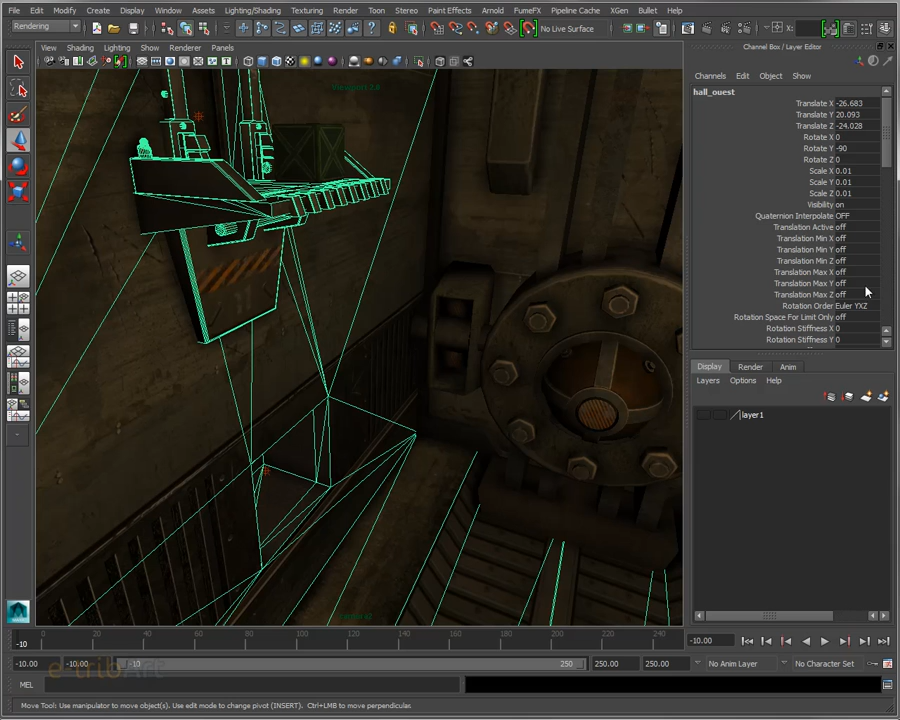 File Edit Modify Create Display Window Assets Lighting/Shading Texturing Render Toon Stereo Paint Effects Arnold FumeFX Pipeline Cache XGen Bullet Help
Rendering
No Live Surface
X:
View Shading Lighting Show Renderer Panels
Channel Box / Layer Editor
Channels Edit Object Show
hall_ouest
Translate X -26.683
Translate Y 20.093
Translate Z -24.028
Rotate X 0
Rotate Y -90
Rotate Z 0
Scale X 0.01
Scale Y 0.01
Scale Z 0.01
Visibility on
Quaternion Interpolate OFF
Translation Active off
Translation Min X off
Translation Min Y off
Translation Min Z off
Translation Max X off
Translation Max Y off
Translation Max Z off
Rotation Order Euler YXZ
Rotation Space For Limit Only off
Rotation Stiffness X 0
Rotation Stiffness Y 0
Display Render Anim
Layers Options Help
layer1
-10
0 20 40 60 80 100 120 140 160 180 200 220 240
-10.00
-10.00 -10.00 -10 250 250.00 250.00 No Anim Layer No Character Set
e-tribArt
MEL
Move Tool: Use manipulator to move object(s). Use edit mode to change pivot (INSERT). Ctrl+LMB to move perpendicular.